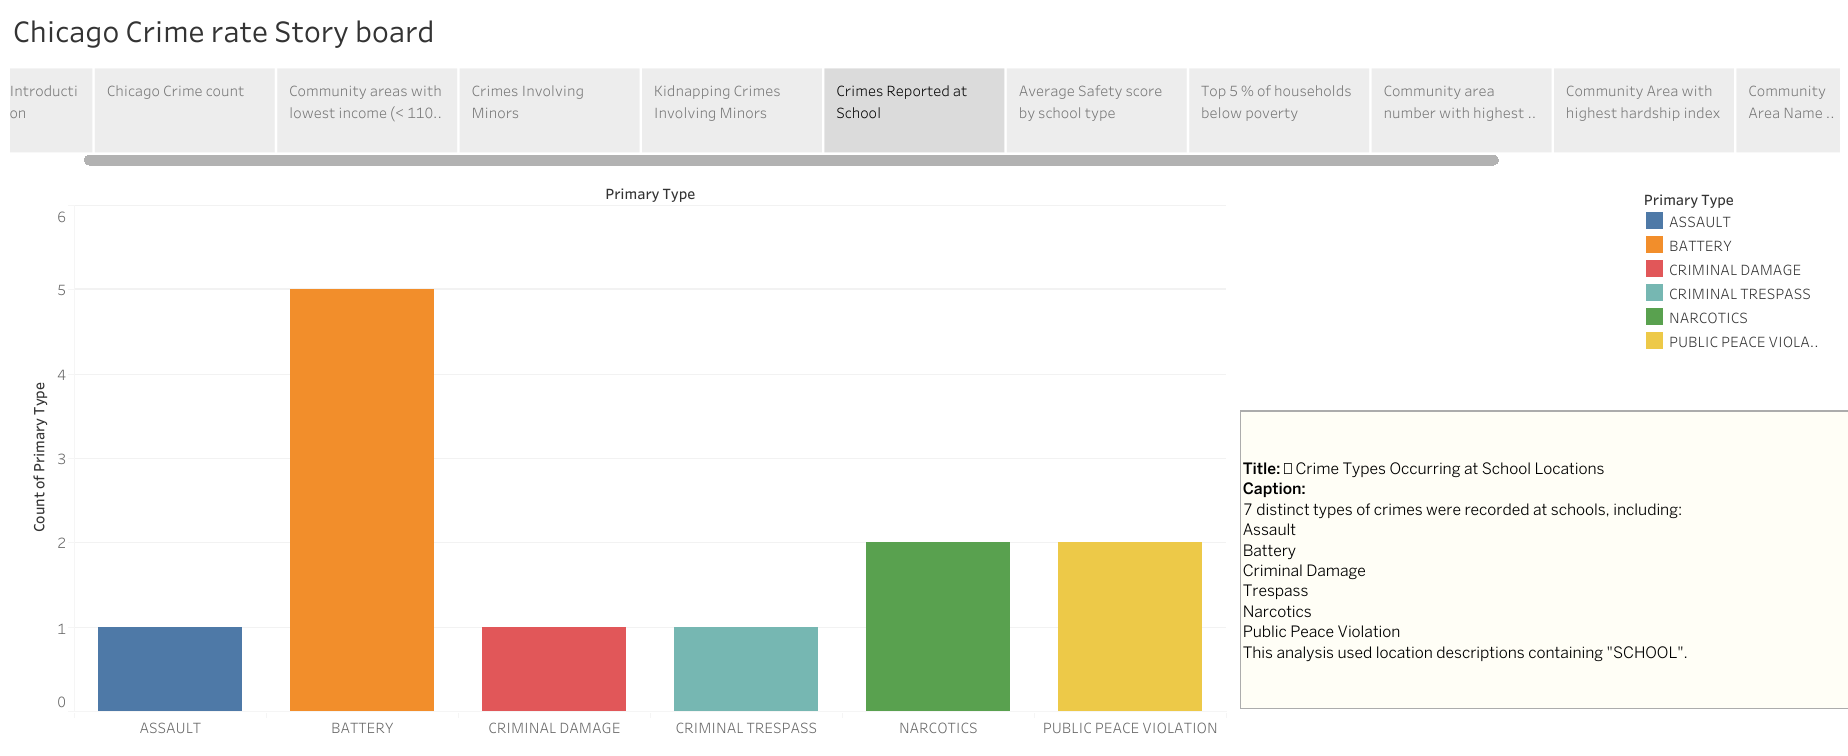 Chicago Crime rate Story board
Introducti
on
Chicago Crime count
Community areas with
lowest income (< 110..
Crimes Involving
Minors
Kidnapping Crimes
Involving Minors
Crimes Reported at
School
Average Safety score
by school type
Top 5 % of households
below poverty
Community area
number with highest ..
Community Area with
highest hardship index
Community
Area Name ..
Primary Type
6
5
4
3
2
1
0
Count of Primary Type
ASSAULT
BATTERY
CRIMINAL DAMAGE
CRIMINAL TRESPASS
NARCOTICS
PUBLIC PEACE VIOLATION
Primary Type
ASSAULT
BATTERY
CRIMINAL DAMAGE
CRIMINAL TRESPASS
NARCOTICS
PUBLIC PEACE VIOLA..
Title: Crime Types Occurring at School Locations
Caption:
7 distinct types of crimes were recorded at schools, including:
Assault
Battery
Criminal Damage
Trespass
Narcotics
Public Peace Violation
This analysis used location descriptions containing "SCHOOL".